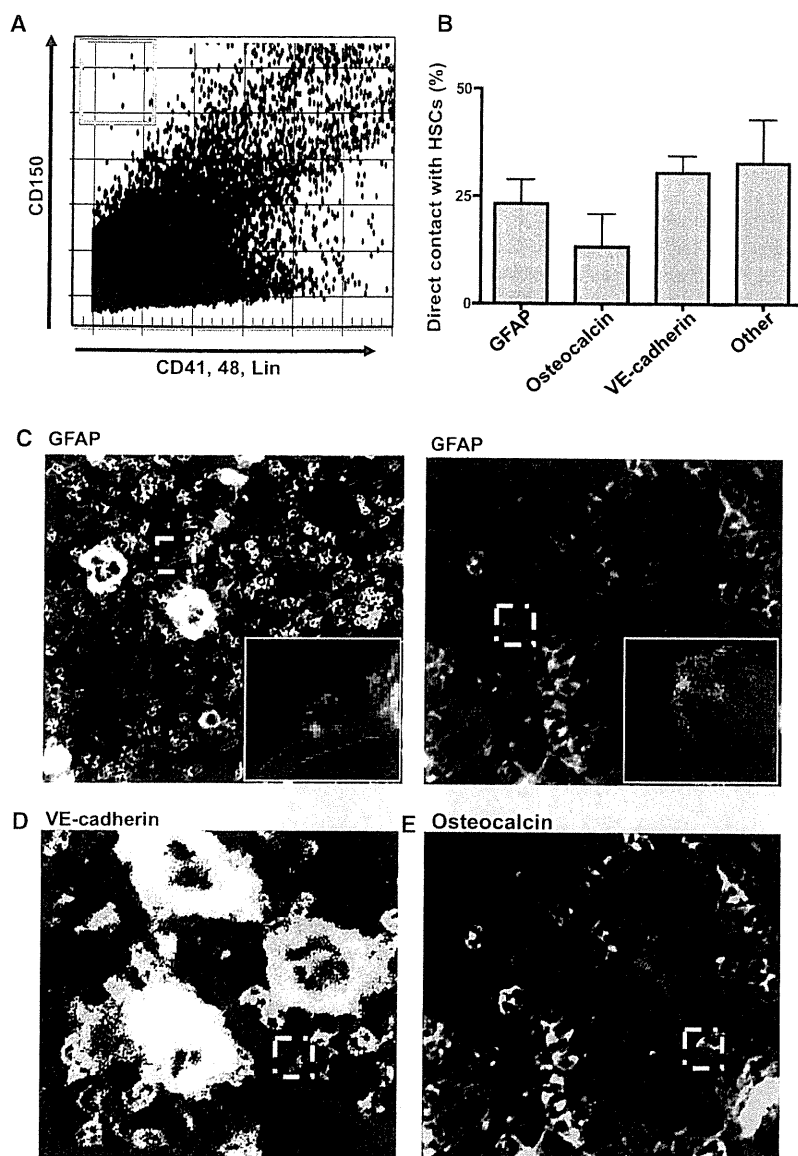 A
CD150
CD41, 48, Lin
B
Direct contact with HSCs (%)
50
25
0
GFAP
Osteocalcin
VE-cadherin
Other
C
GFAP
GFAP
D
VE-cadherin
E
Osteocalcin